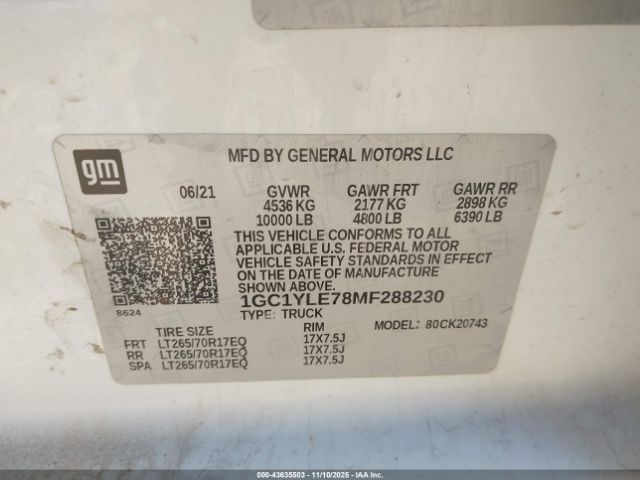 gm
MFD BY GENERAL MOTORS LLC
06/21 GVWR GAWR FRT GAWR RR
4536 KG 2177 KG 2898 KG
10000 LB 4800 LB 6390 LB
THIS VEHICLE CONFORMS TO ALL
APPLICABLE U.S. FEDERAL MOTOR
VEHICLE SAFETY STANDARDS IN EFFECT
ON THE DATE OF MANUFACTURE
SHOWN ABOVE.
1GC1YLE78MF288230
8624 TYPE: TRUCK
TIRE SIZE RIM MODEL: 80CK20743
FRT LT265/70R17EQ 17X7.5J
RR LT265/70R17EQ 17X7.5J
SPA LT265/70R17EQ 17X7.5J
000-43635503 - 11/10/2025 - IAA Inc.